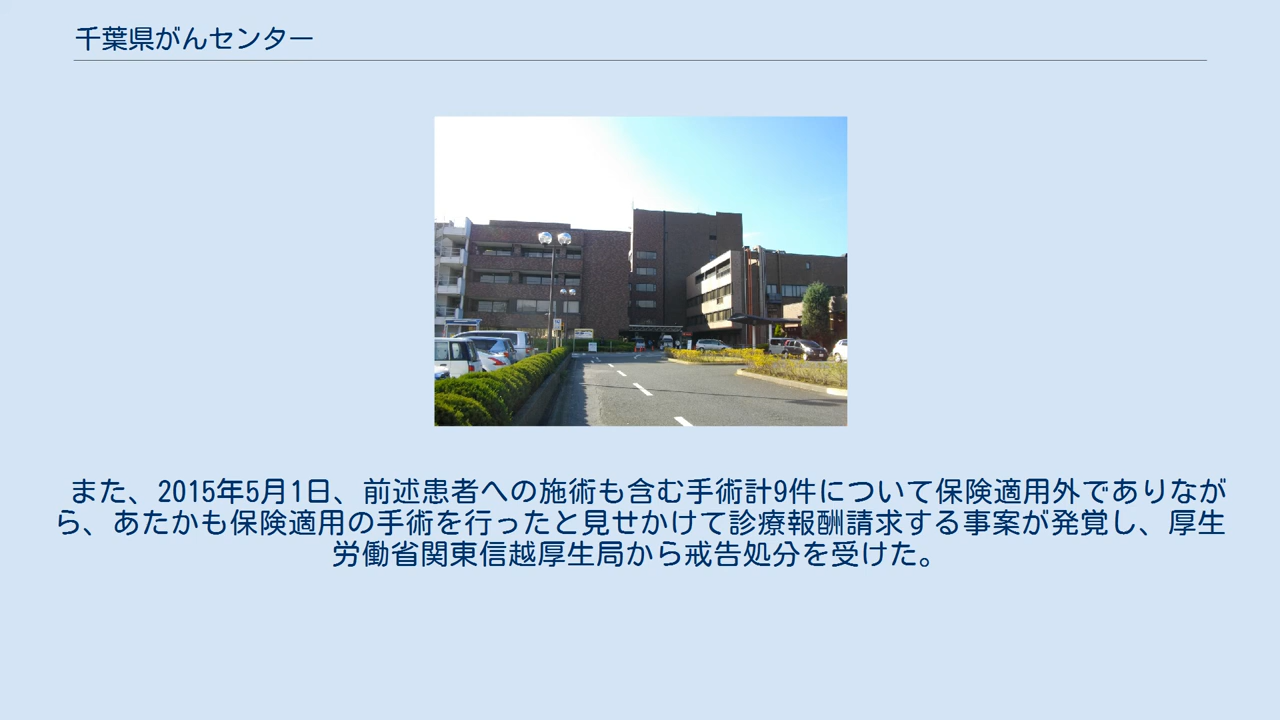 千葉県がんセンター
また、2015年5月1日、前述患者への施術も含む手術計9件について保険適用外でありなが
ら、あたかも保険適用の手術を行ったと見せかけて診療報酬請求する事案が発覚し、厚生
労働省関東信越厚生局から戒告処分を受けた。